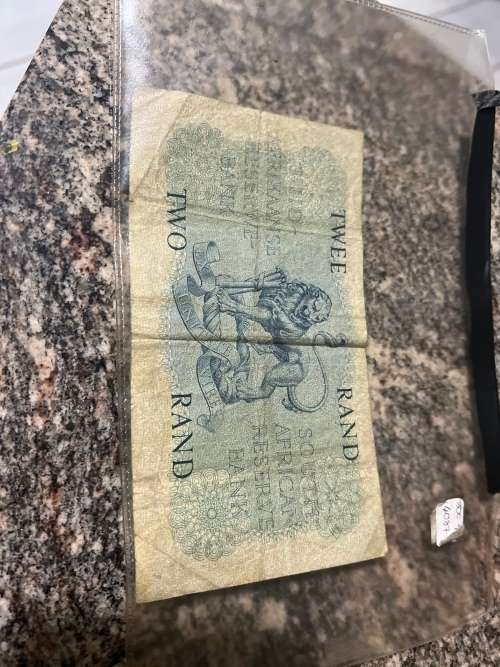 TWEE RAND
SUID-
AFRIKAANSE
RESERWE-
BANK
SOUTH
AFRICAN
RESERVE
BANK
TWO RAND